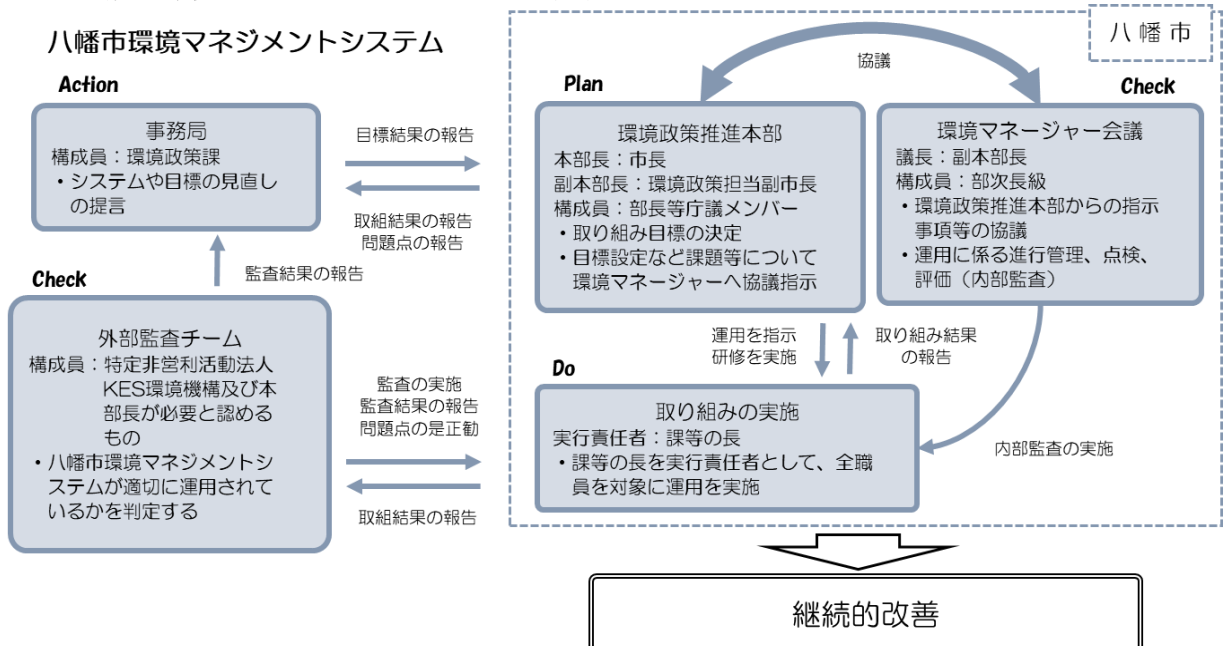 八幡市環境マネジメントシステム
八幡市
協議
Action
事務局
構成員：環境政策課
・システムや目標の見直し
の提言
目標結果の報告
取組結果の報告
問題点の報告
Plan
環境政策推進本部
本部長：市長
副本部長：環境政策担当副市長
構成員：部長等庁議メンバー
・取り組み目標の決定
・目標設定など課題等について
環境マネージャーへ協議指示
Check
環境マネージャー会議
議長：副本部長
構成員：部次長級
・環境政策推進本部からの指示
事項等の協議
・運用に係る進行管理、点検、
評価（内部監査）
監査結果の報告
Check
外部監査チーム
構成員：特定非営利活動法人
KES環境機構及び本
部長が必要と認める
もの
・八幡市環境マネジメントシ
ステムが適切に運用されて
いるかを判定する
監査の実施
監査結果の報告
問題点の是正勧
取組結果の報告
運用を指示
研修を実施
取り組み結果
の報告
Do
取り組みの実施
実行責任者：課等の長
・課等の長を実行責任者として、全職
員を対象に運用を実施
内部監査の実施
継続的改善